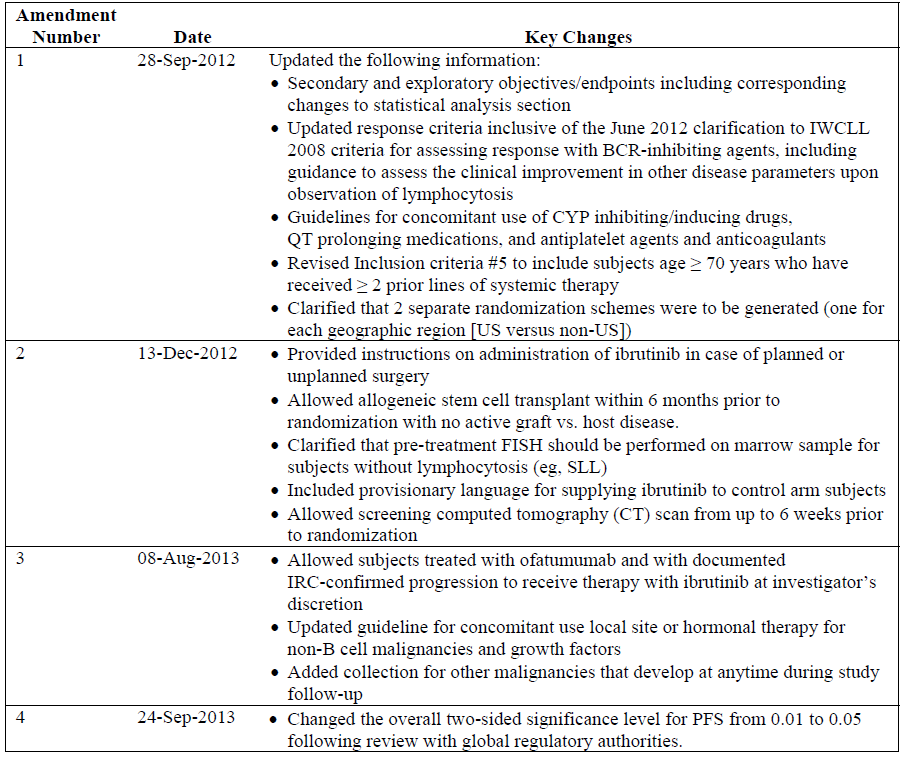 Amendment
Number Date Key Changes
1 28-Sep-2012 Updated the following information:
• Secondary and exploratory objectives/endpoints including corresponding
changes to statistical analysis section
• Updated response criteria inclusive of the June 2012 clarification to IWCLL
2008 criteria for assessing response with BCR-inhibiting agents, including
guidance to assess the clinical improvement in other disease parameters upon
observation of lymphocytosis
• Guidelines for concomitant use of CYP inhibiting/inducing drugs,
QT prolonging medications, and antiplatelet agents and anticoagulants
• Revised Inclusion criteria #5 to include subjects age ≥ 70 years who have
received ≥ 2 prior lines of systemic therapy
• Clarified that 2 separate randomization schemes were to be generated (one for
each geographic region [US versus non-US])
2 13-Dec-2012 • Provided instructions on administration of ibrutinib in case of planned or
unplanned surgery
• Allowed allogeneic stem cell transplant within 6 months prior to
randomization with no active graft vs. host disease.
• Clarified that pre-treatment FISH should be performed on marrow sample for
subjects without lymphocytosis (eg, SLL)
• Included provisionary language for supplying ibrutinib to control arm subjects
• Allowed screening computed tomography (CT) scan from up to 6 weeks prior
to randomization
3 08-Aug-2013 • Allowed subjects treated with ofatumumab and with documented
IRC-confirmed progression to receive therapy with ibrutinib at investigator’s
discretion
• Updated guideline for concomitant use local site or hormonal therapy for
non-B cell malignancies and growth factors
• Added collection for other malignancies that develop at anytime during study
follow-up
4 24-Sep-2013 • Changed the overall two-sided significance level for PFS from 0.01 to 0.05
following review with global regulatory authorities.